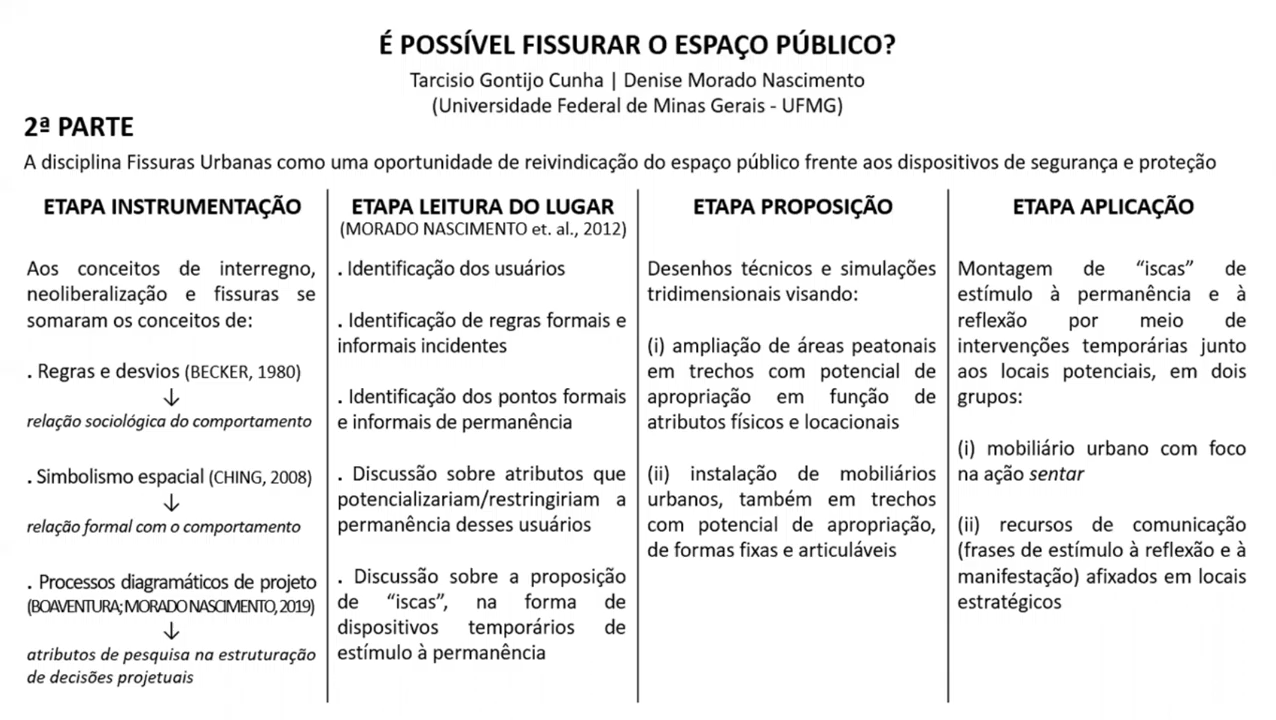 É POSSÍVEL FISSURAR O ESPAÇO PÚBLICO?
Tarcisio Gontijo Cunha | Denise Morado Nascimento
(Universidade Federal de Minas Gerais - UFMG)
2ª PARTE
A disciplina Fissuras Urbanas como uma oportunidade de reivindicação do espaço público frente aos dispositivos de segurança e proteção
ETAPA INSTRUMENTAÇÃO
Aos conceitos de interregno,
neoliberalização e fissuras se
somaram os conceitos de:
. Regras e desvios (BECKER, 1980)
↓
relação sociológica do comportamento
. Simbolismo espacial (CHING, 2008)
↓
relação formal com o comportamento
. Processos diagramáticos de projeto
(BOAVENTURA; MORADO NASCIMENTO, 2019)
↓
atributos de pesquisa na estruturação
de decisões projetuais
ETAPA LEITURA DO LUGAR
(MORADO NASCIMENTO et. al., 2012)
. Identificação dos usuários
. Identificação de regras formais e
informais incidentes
. Identificação dos pontos formais
e informais de permanência
. Discussão sobre atributos que
potencializariam/restringiriam a
permanência desses usuários
. Discussão sobre a proposição
de “iscas”, na forma de
dispositivos temporários de
estímulo à permanência
ETAPA PROPOSIÇÃO
Desenhos técnicos e simulações
tridimensionais visando:
(i) ampliação de áreas peatonais
em trechos com potencial de
apropriação em função de
atributos físicos e locacionais
(ii) instalação de mobiliários
urbanos, também em trechos
com potencial de apropriação,
de formas fixas e articuláveis
ETAPA APLICAÇÃO
Montagem de “iscas” de
estímulo à permanência e à
reflexão por meio de
intervenções temporárias junto
aos locais potenciais, em dois
grupos:
(i) mobiliário urbano com foco
na ação sentar
(ii) recursos de comunicação
(frases de estímulo à reflexão e à
manifestação) afixados em locais
estratégicos